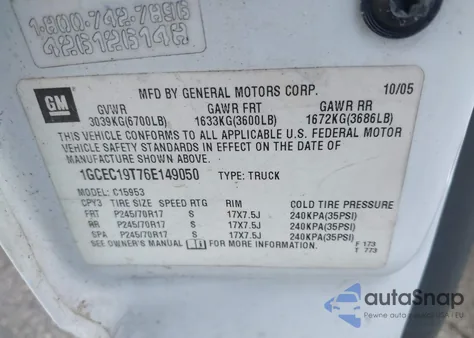 GM
MFD BY GENERAL MOTORS CORP. 10/05
GVWR GAWR FRT GAWR RR
3039KG(6700LB) 1633KG(3600LB) 1672KG(3686LB)
THIS VEHICLE CONFORMS TO ALL APPLICABLE U.S. FEDERAL MOTOR
VEHICLE SAFETY STANDARDS IN EFFECT ON THE DATE OF
MANUFACTURE SHOWN ABOVE.
1GCEC19T76E149050 TYPE: TRUCK
MODEL: C15953
CPY3 TIRE SIZE SPEED RTG RIM COLD TIRE PRESSURE
FRT P245/70R17 S 17X7.5J 240KPA(35PSI)
RR P245/70R17 S 17X7.5J 240KPA(35PSI)
SPA P245/70R17 S 17X7.5J 240KPA(35PSI)
SEE OWNER'S MANUAL FOR MORE INFORMATION. F 173
T 773
autoSnap
Pewne auto z USA i EU